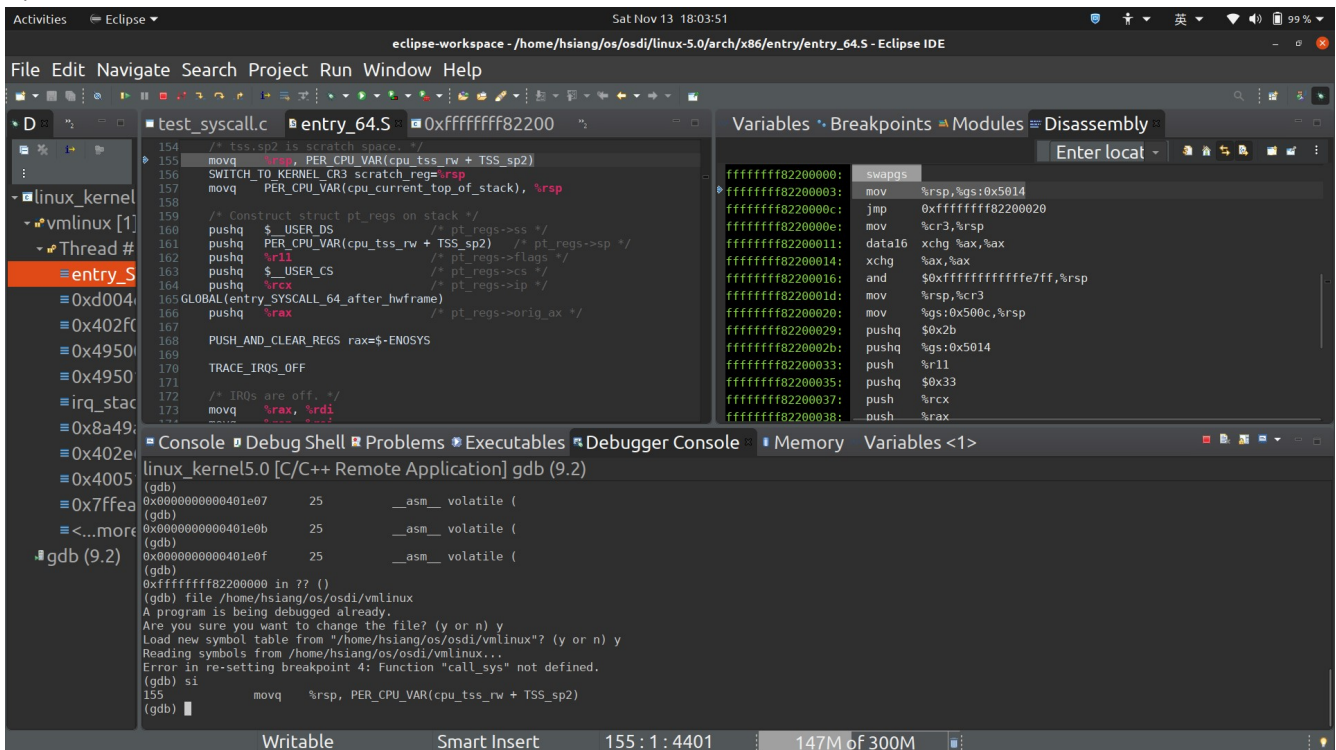 Activities Eclipse Sat Nov 13 18:03:51 英 99 %
eclipse-workspace - /home/hsiang/os/osdi/linux-5.0/arch/x86/entry/entry_64.S - Eclipse IDE
File Edit Navigate Search Project Run Window Help
D
linux_kernel
vmlinux [1]
Thread #
entry_S
0xd004
0x402f0
0x4950
0x4950
irq_stac
0x8a49
0x402e
0x4005
0x7ffea
<...more
gdb (9.2)
test_syscall.c entry_64.S 0xffffffff82200
154 /* tss.sp2 is scratch space. */
155 movq %rsp, PER_CPU_VAR(cpu_tss_rw + TSS_sp2)
156 SWITCH_TO_KERNEL_CR3 scratch_reg=%rsp
157 movq PER_CPU_VAR(cpu_current_top_of_stack), %rsp
158
159 /* Construct struct pt_regs on stack */
160 pushq $__USER_DS /* pt_regs->ss */
161 pushq PER_CPU_VAR(cpu_tss_rw + TSS_sp2) /* pt_regs->sp */
162 pushq %r11 /* pt_regs->flags */
163 pushq $__USER_CS /* pt_regs->cs */
164 pushq %rcx /* pt_regs->ip */
165 GLOBAL(entry_SYSCALL_64_after_hwframe)
166 pushq %rax /* pt_regs->orig_ax */
167
168 PUSH_AND_CLEAR_REGS rax=$-ENOSYS
169
170 TRACE_IRQS_OFF
171
172 /* IRQs are off. */
173 movq %rax, %rdi
Variables Breakpoints Modules Disassembly
Enter locat
ffffffff82200000: swapgs
ffffffff82200003: mov %rsp,%gs:0x5014
ffffffff8220000c: jmp 0xffffffff82200020
ffffffff8220000e: mov %cr3,%rsp
ffffffff82200011: data16 xchg %ax,%ax
ffffffff82200014: xchg %ax,%ax
ffffffff82200016: and $0xffffffffffffe7ff,%rsp
ffffffff8220001d: mov %rsp,%cr3
ffffffff82200020: mov %gs:0x500c,%rsp
ffffffff82200029: pushq $0x2b
ffffffff8220002b: pushq %gs:0x5014
ffffffff82200033: push %r11
ffffffff82200035: pushq $0x33
ffffffff82200037: push %rcx
ffffffff82200038: push %rax
Console Debug Shell Problems Executables Debugger Console Memory Variables <1>
linux_kernel5.0 [C/C++ Remote Application] gdb (9.2)
(gdb)
0x0000000000401e07 25 __asm__ volatile (
(gdb)
0x0000000000401e0b 25 __asm__ volatile (
(gdb)
0x0000000000401e0f 25 __asm__ volatile (
(gdb)
0xffffffff82200000 in ?? ()
(gdb) file /home/hsiang/os/osdi/vmlinux
A program is being debugged already.
Are you sure you want to change the file? (y or n) y
Load new symbol table from "/home/hsiang/os/osdi/vmlinux"? (y or n) y
Reading symbols from /home/hsiang/os/osdi/vmlinux...
Error in re-setting breakpoint 4: Function "call_sys" not defined.
(gdb) si
155 movq %rsp, PER_CPU_VAR(cpu_tss_rw + TSS_sp2)
(gdb)
Writable Smart Insert 155 : 1 : 4401 147M of 300M